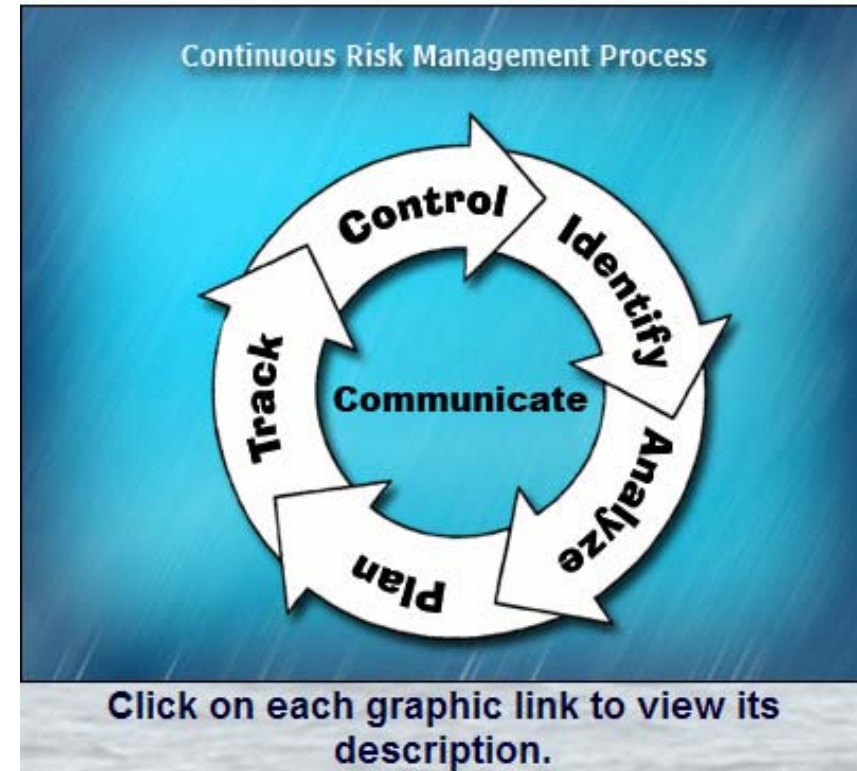 Continuous Risk Management Process
Control
Identify
Analyze
Plan
Track
Communicate
Click on each graphic link to view its
description.